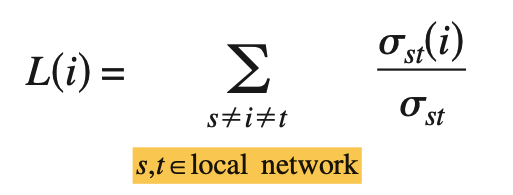 L(i) = ∑ σst(i) / σst
s≠i≠t
s,t∈local network